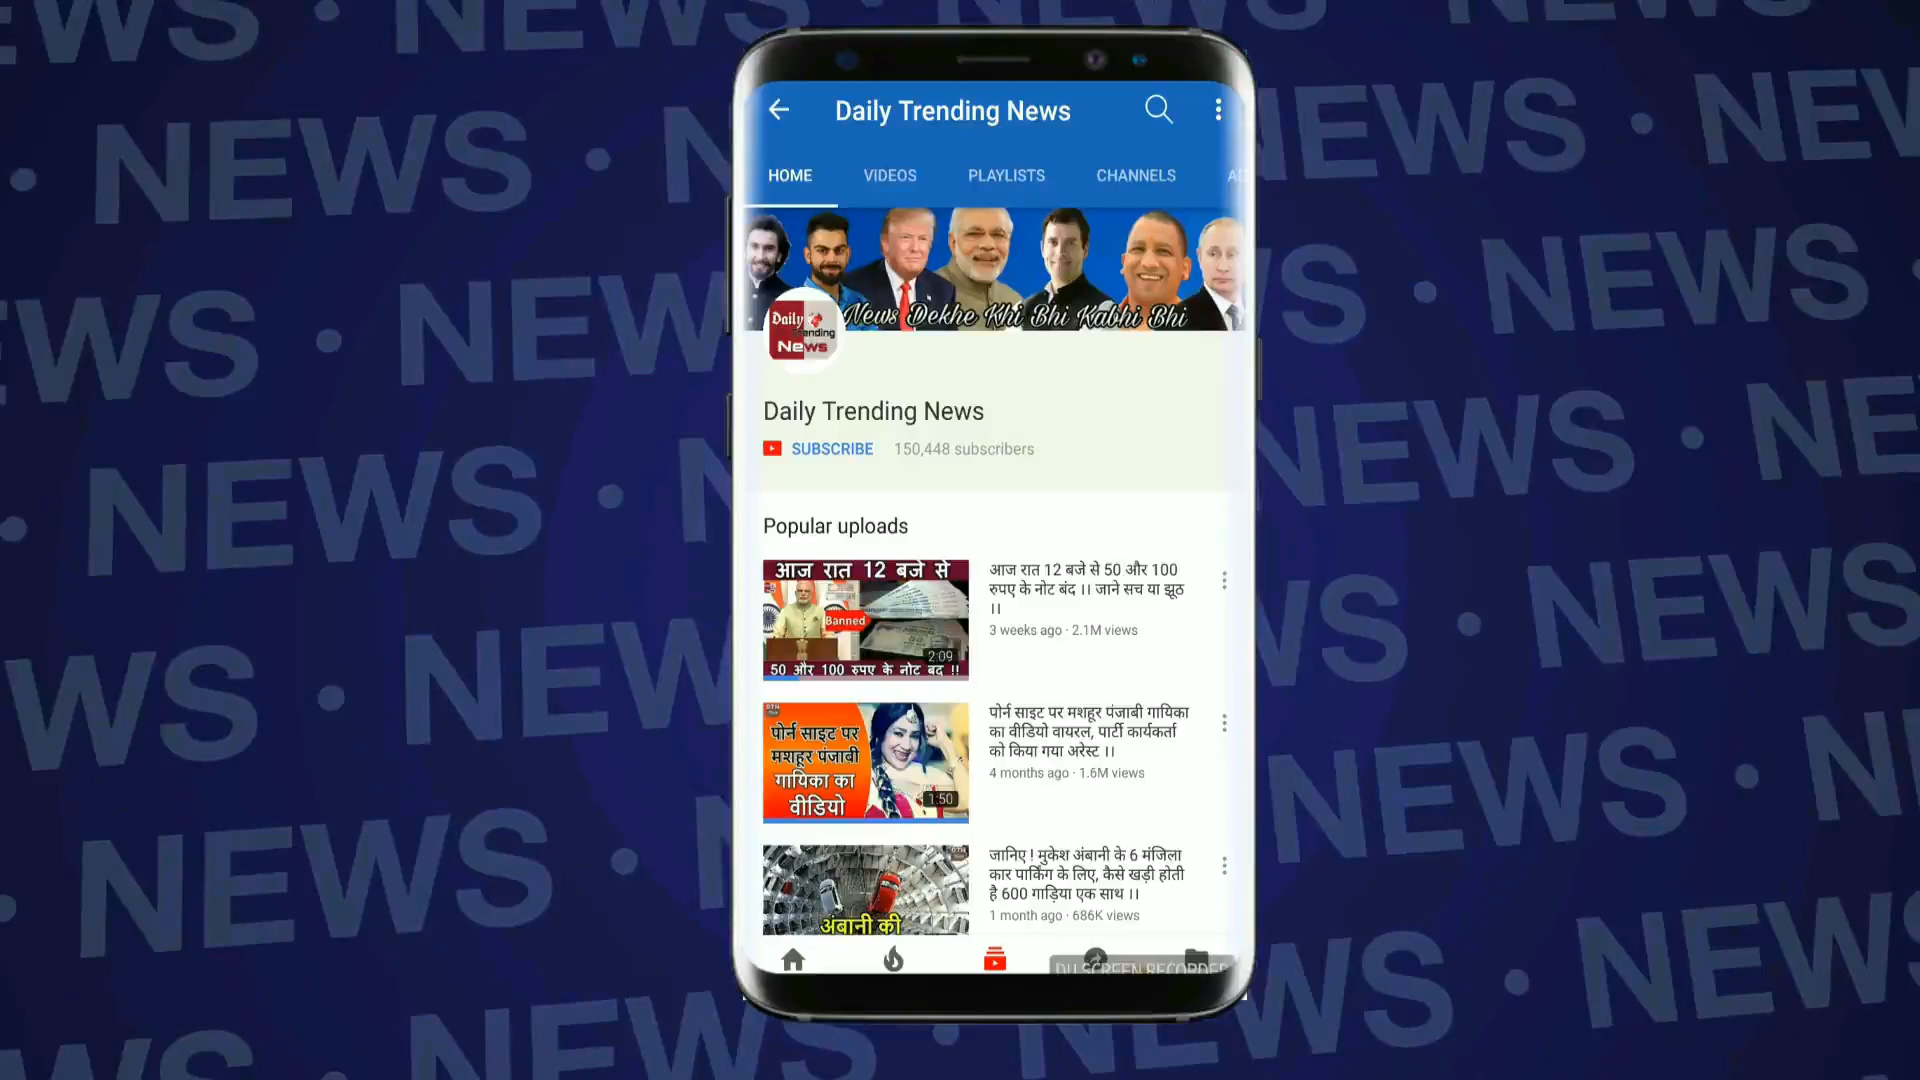 NEWS
Daily Trending News
HOME VIDEOS PLAYLISTS CHANNELS
News Dekhe Khi Bhi Kabhi Bhi
Daily
Trending
News
Daily Trending News
SUBSCRIBE 150,448 subscribers
Popular uploads
आज रात 12 बजे से
Banned
2:09
50 और 100 रुपए के नोट बंद !!
आज रात 12 बजे से 50 और 100
रुपए के नोट बंद ।। जाने सच या झूठ
।।
3 weeks ago · 2.1M views
पोर्न साइट पर
मशहूर पंजाबी
गायिका का
वीडियो
1:50
पोर्न साइट पर मशहूर पंजाबी गायिका
का वीडियो वायरल, पार्टी कार्यकर्ता
को किया गया अरेस्ट ।।
4 months ago · 1.6M views
अंबानी की
जानिए ! मुकेश अंबानी के 6 मंजिला
कार पार्किंग के लिए, कैसे खड़ी होती
है 600 गाड़िया एक साथ ।।
1 month ago · 686K views
DU SCREEN RECORDER